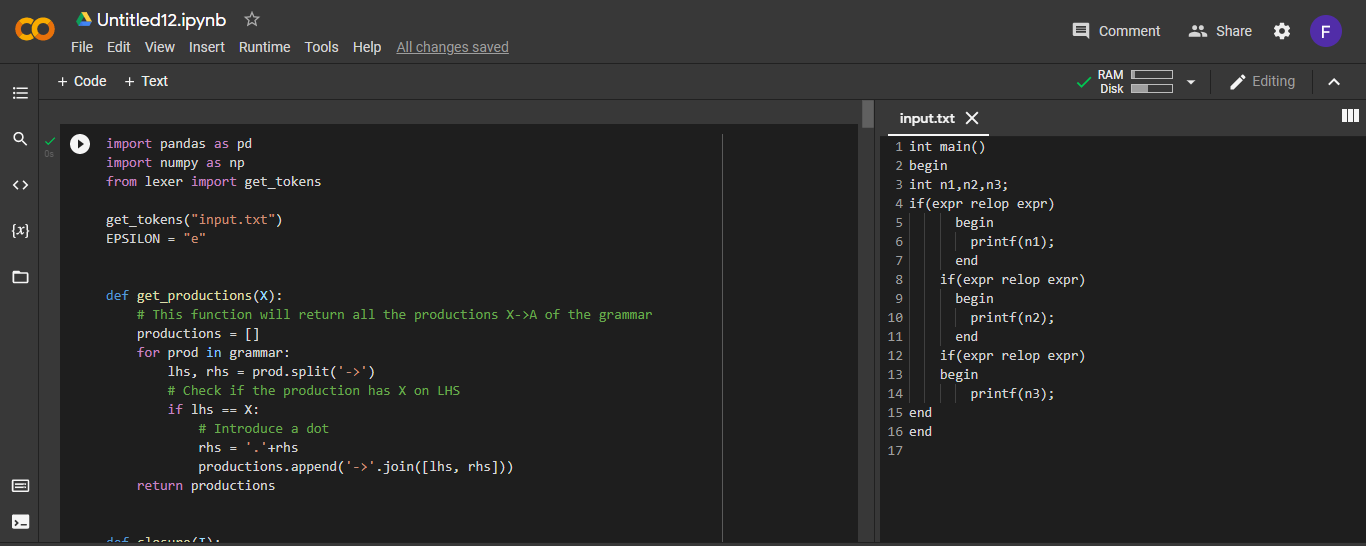 Untitled12.ipynb
File Edit View Insert Runtime Tools Help All changes saved
Comment Share F
+ Code + Text
RAM
Disk
Editing
0s
import pandas as pd
import numpy as np
from lexer import get_tokens
get_tokens("input.txt")
EPSILON = "e"
def get_productions(X):
# This function will return all the productions X->A of the grammar
productions = []
for prod in grammar:
lhs, rhs = prod.split('->')
# Check if the production has X on LHS
if lhs == X:
# Introduce a dot
rhs = '.'+rhs
productions.append('->'.join([lhs, rhs]))
return productions
def closure(I):
input.txt
1 int main()
2 begin
3 int n1,n2,n3;
4 if(expr relop expr)
5 begin
6 printf(n1);
7 end
8 if(expr relop expr)
9 begin
10 printf(n2);
11 end
12 if(expr relop expr)
13 begin
14 printf(n3);
15 end
16 end
17